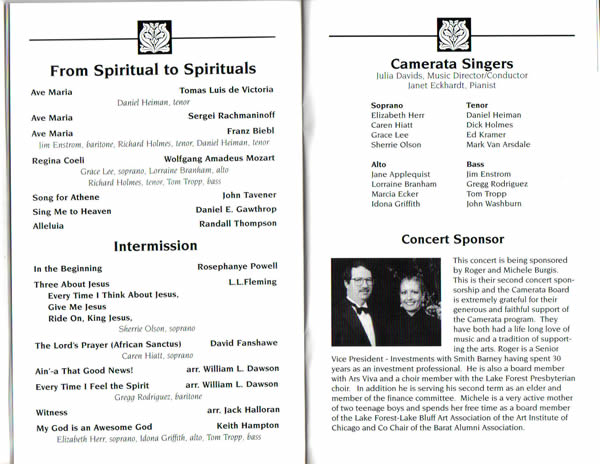 From Spiritual to Spirituals
Ave Maria Tomas Luis de Victoria
Daniel Heiman, tenor
Ave Maria Sergei Rachmaninoff
Ave Maria Franz Biebl
Jim Enstrom, baritone, Richard Holmes, tenor, Daniel Heiman, tenor
Regina Coeli Wolfgang Amadeus Mozart
Grace Lee, soprano, Lorraine Branham, alto
Richard Holmes, tenor, Tom Tropp, bass
Song for Athene John Tavener
Sing Me to Heaven Daniel E. Gawthrop
Alleluia Randall Thompson
Intermission
In the Beginning Rosephanye Powell
Three About Jesus L.L.Fleming
Every Time I Think About Jesus,
Give Me Jesus
Ride On, King Jesus,
Sherrie Olson, soprano
The Lord's Prayer (African Sanctus) David Fanshawe
Caren Hiatt, soprano
Ain'-a That Good News! arr. William L. Dawson
Every Time I Feel the Spirit arr. William L. Dawson
Gregg Rodriguez, baritone
Witness arr. Jack Halloran
My God is an Awesome God Keith Hampton
Elizabeth Herr, soprano, Idona Griffith, alto, Tom Tropp, bass
Camerata Singers
Julia Davids, Music Director/Conductor
Janet Eckhardt, Pianist
Soprano
Elizabeth Herr
Caren Hiatt
Grace Lee
Sherrie Olson
Tenor
Daniel Heiman
Dick Holmes
Ed Kramer
Mark Van Arsdale
Alto
Jane Applequist
Lorraine Branham
Marcia Ecker
Idona Griffith
Bass
Jim Enstrom
Gregg Rodriguez
Tom Tropp
John Washburn
Concert Sponsor
This concert is being sponsored
by Roger and Michele Burgis.
This is their second concert spon-
sorship and the Camerata Board
is extremely grateful for their
generous and faithful support of
the Camerata program. They
have both had a life long love of
music and a tradition of support-
ing the arts. Roger is a Senior
Vice President - Investments with Smith Barney having spent 30
years as an investment professional. He is also a board member
with Ars Viva and a choir member with the Lake Forest Presbyterian
choir. In addition he is serving his second term as an elder and
member of the finance committee. Michele is a very active mother
of two teenage boys and spends her free time as a board member
of the Lake Forest-Lake Bluff Art Association of the Art Institute of
Chicago and Co Chair of the Barat Alumni Association.